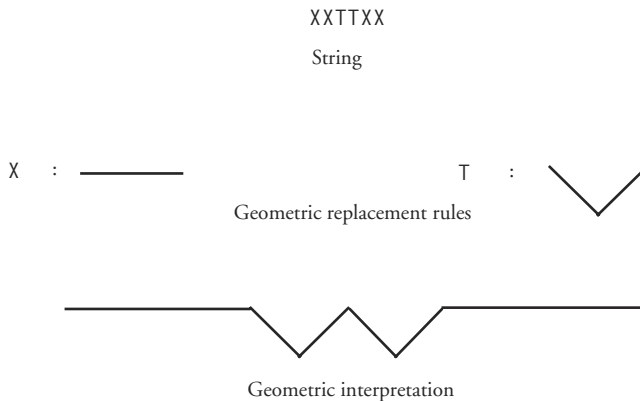 XXTTXX
String
X : T :
Geometric replacement rules
Geometric interpretation